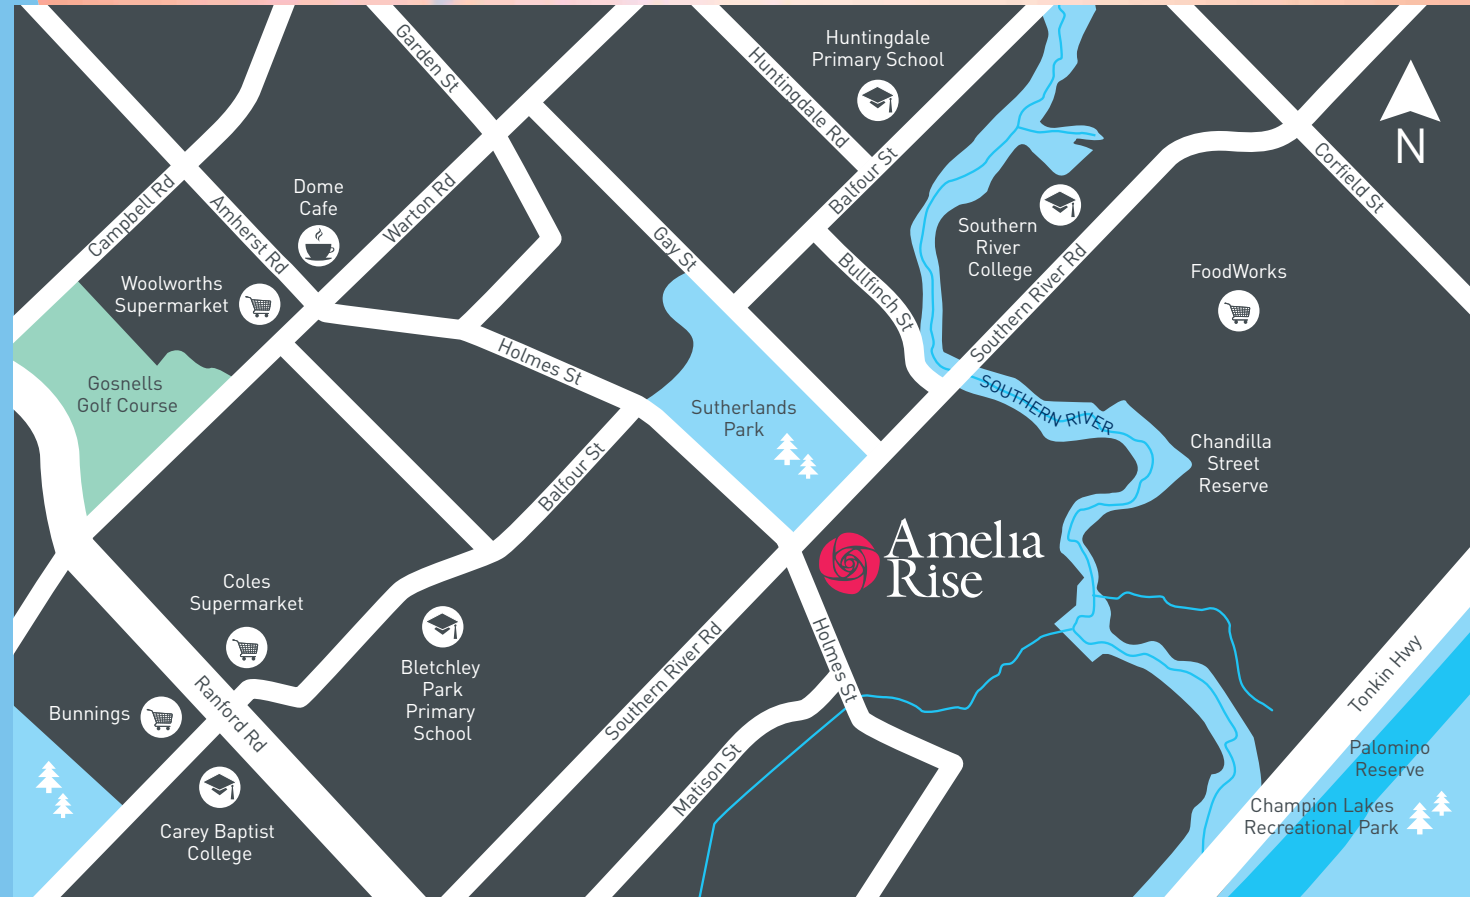 Garden St
Huntingdale Rd
Huntingdale
Primary School
N
Corfield St
Balfour St
Campbell Rd
Amherst Rd
Dome
Cafe
Warton Rd
Gay St
Bullfinch St
Southern
River
College
Southern River Rd
FoodWorks
Woolworths
Supermarket
Holmes St
Gosnells
Golf Course
Sutherlands
Park
SOUTHERN RIVER
Chandilla
Street
Reserve
Balfour St
Amelia
Rise
Coles
Supermarket
Bletchley
Park
Primary
School
Southern River Rd
Holmes St
Tonkin Hwy
Bunnings
Ranford Rd
Matison St
Palomino
Reserve
Champion Lakes
Recreational Park
Carey Baptist
College